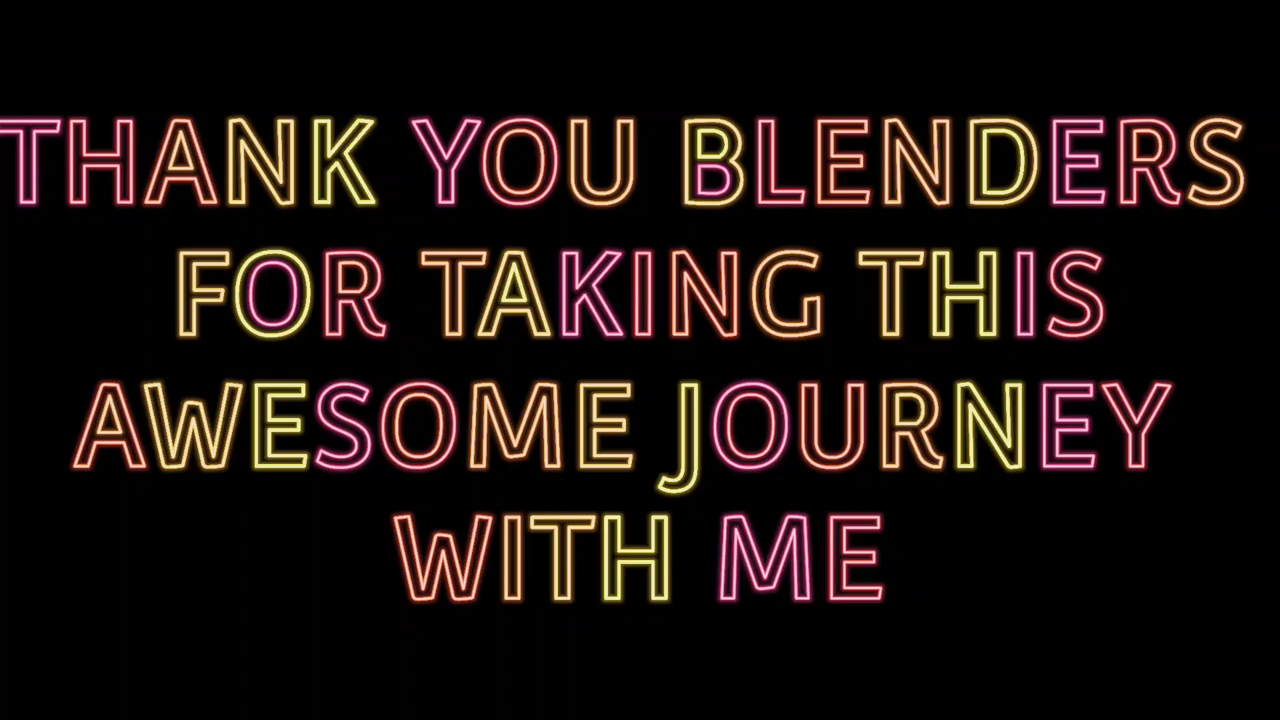 THANK YOU BLENDERS
FOR TAKING THIS
AWESOME JOURNEY
WITH ME